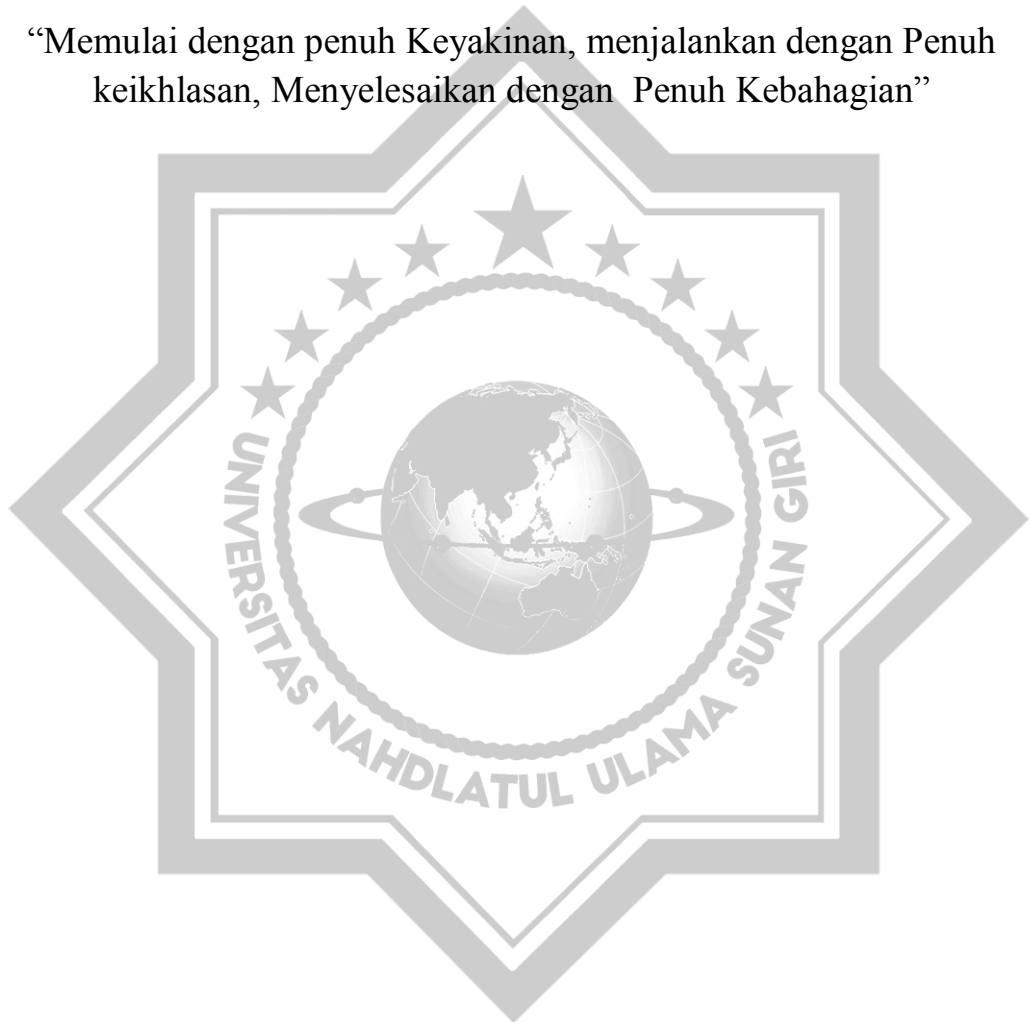 “Memulai dengan penuh Keyakinan, menjalankan dengan Penuh
keikhlasan, Menyelesaikan dengan  Penuh Kebahagian”
UNIVERSITAS NAHDLATUL ULAMA SUNAN GIRI